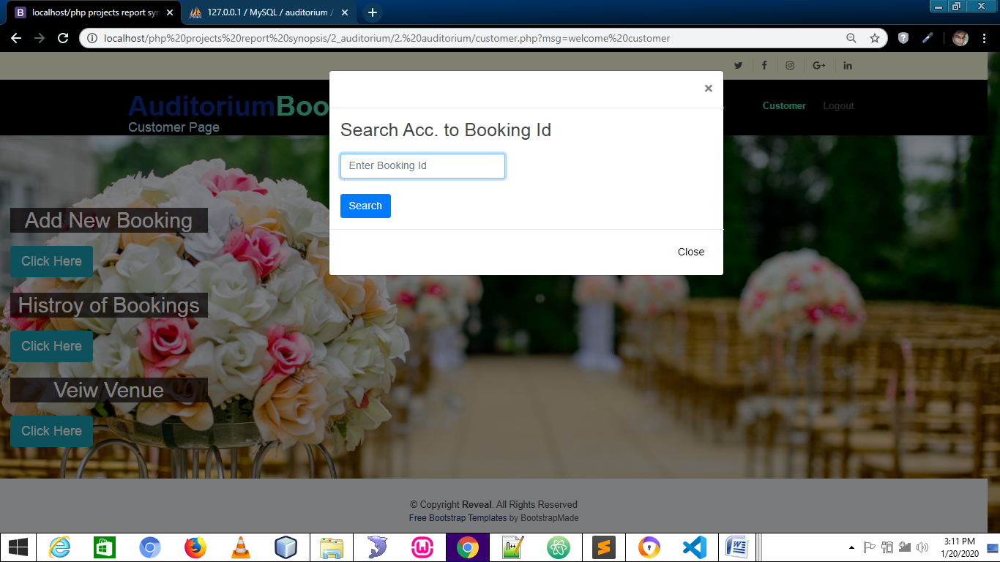 localhost/php projects report syn
127.0.0.1 / MySQL / auditorium /
localhost/php%20projects%20report%20synopsis/2_auditorium/2.%20auditorium/customer.php?msg=welcome%20customer
AuditoriumBoo
Customer Page
Customer Logout
Search Acc. to Booking Id
Enter Booking Id
Search
Close
Add New Booking
Click Here
Histroy of Bookings
Click Here
Veiw Venue
Click Here
© Copyright Reveal. All Rights Reserved
Free Bootstrap Templates by BootstrapMade
3:11 PM
1/20/2020